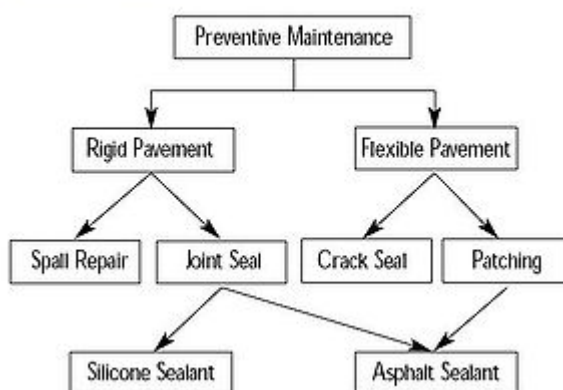 Preventive Maintenance
Rigid Pavement
Flexible Pavement
Spall Repair
Joint Seal
Crack Seal
Patching
Silicone Sealant
Asphalt Sealant